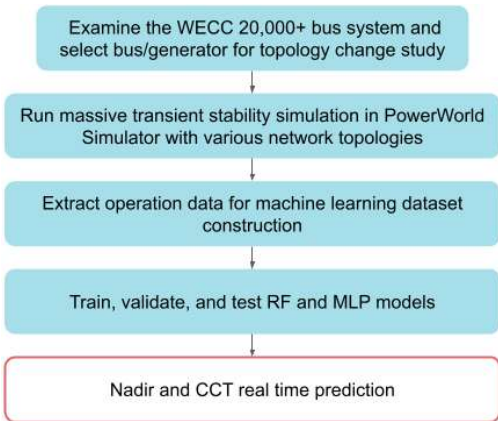 Examine the WECC 20,000+ bus system and
select bus/generator for topology change study
Run massive transient stability simulation in PowerWorld
Simulator with various network topologies
Extract operation data for machine learning dataset
construction
Train, validate, and test RF and MLP models
Nadir and CCT real time prediction